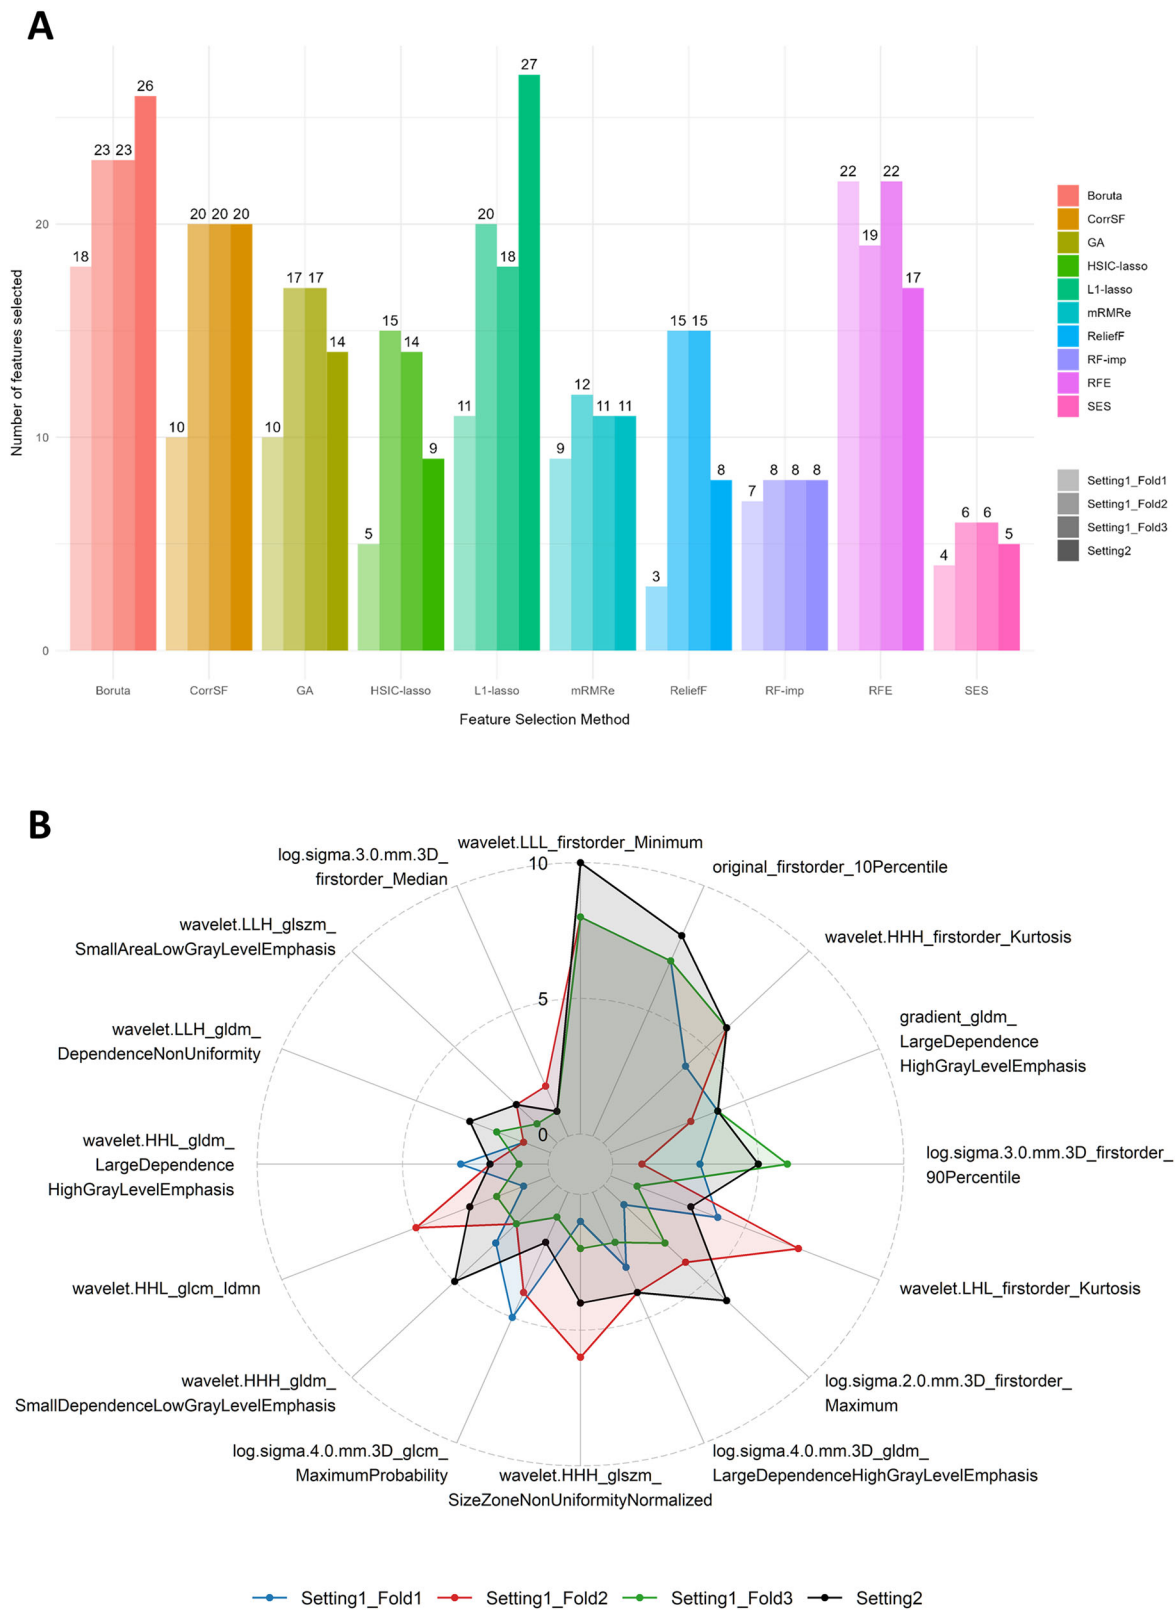 A
26
27
23 23
20 20 20
20
22
22
19
18
18
17 17
17
15
15 15
14
14
12
11
11 11
10
10
9
9
8
8 8 8
7
6 6
5
5
4
3
20
10
0
Number of features selected
Boruta
CorrSF
GA
HSIC-lasso
L1-lasso
mRMRe
ReliefF
RF-imp
RFE
SES
Feature Selection Method
Boruta
CorrSF
GA
HSIC-lasso
L1-lasso
mRMRe
ReliefF
RF-imp
RFE
SES
Setting1_Fold1
Setting1_Fold2
Setting1_Fold3
Setting2
B
wavelet.LLL_firstorder_Minimum
original_firstorder_10Percentile
wavelet.HHH_firstorder_Kurtosis
gradient_gldm_
LargeDependence
HighGrayLevelEmphasis
log.sigma.3.0.mm.3D_firstorder_
90Percentile
wavelet.LHL_firstorder_Kurtosis
log.sigma.2.0.mm.3D_firstorder_
Maximum
log.sigma.4.0.mm.3D_gldm_
LargeDependenceHighGrayLevelEmphasis
wavelet.HHH_glszm_
SizeZoneNonUniformityNormalized
log.sigma.4.0.mm.3D_glcm_
MaximumProbability
wavelet.HHH_gldm_
SmallDependenceLowGrayLevelEmphasis
wavelet.HHL_glcm_Idmn
wavelet.HHL_gldm_
LargeDependence
HighGrayLevelEmphasis
wavelet.LLH_gldm_
DependenceNonUniformity
wavelet.LLH_glszm_
SmallAreaLowGrayLevelEmphasis
log.sigma.3.0.mm.3D_
firstorder_Median
10
5
0
Setting1_Fold1
Setting1_Fold2
Setting1_Fold3
Setting2